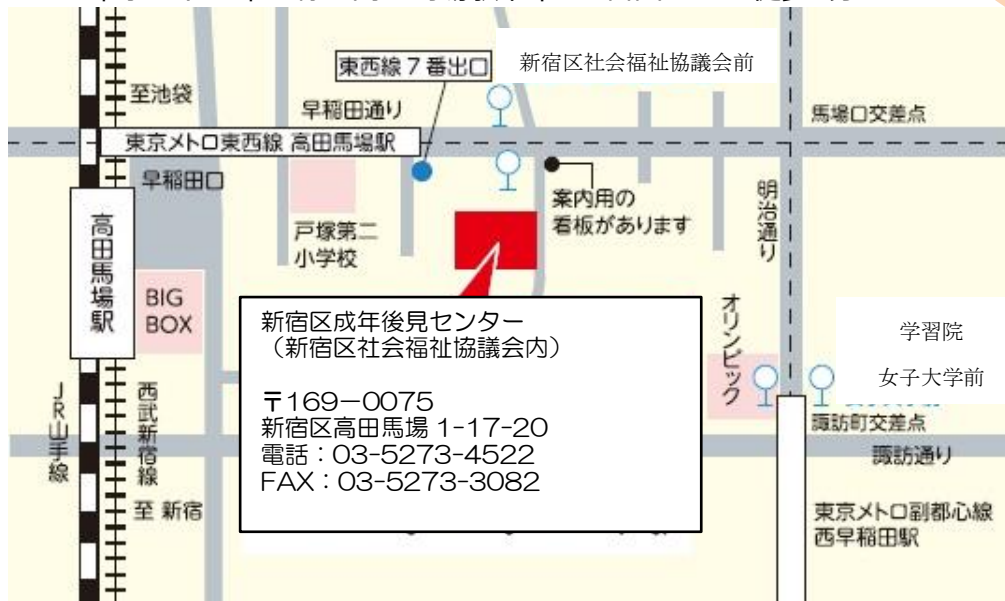 東西線7番出口
新宿区社会福祉協議会前
至池袋
早稲田通り
馬場口交差点
東京メトロ東西線 高田馬場駅
早稲田口
案内用の
看板があります
明治通り
戸塚第二
小学校
高田馬場駅
BIG
BOX
新宿区成年後見センター
（新宿区社会福祉協議会内）
〒169－0075
新宿区高田馬場 1-17-20
電話：03-5273-4522
FAX：03-5273-3082
オリンピック
学習院
女子大学前
諏訪町交差点
諏訪通り
JR山手線
西武新宿線
至 新宿
東京メトロ副都心線
西早稲田駅